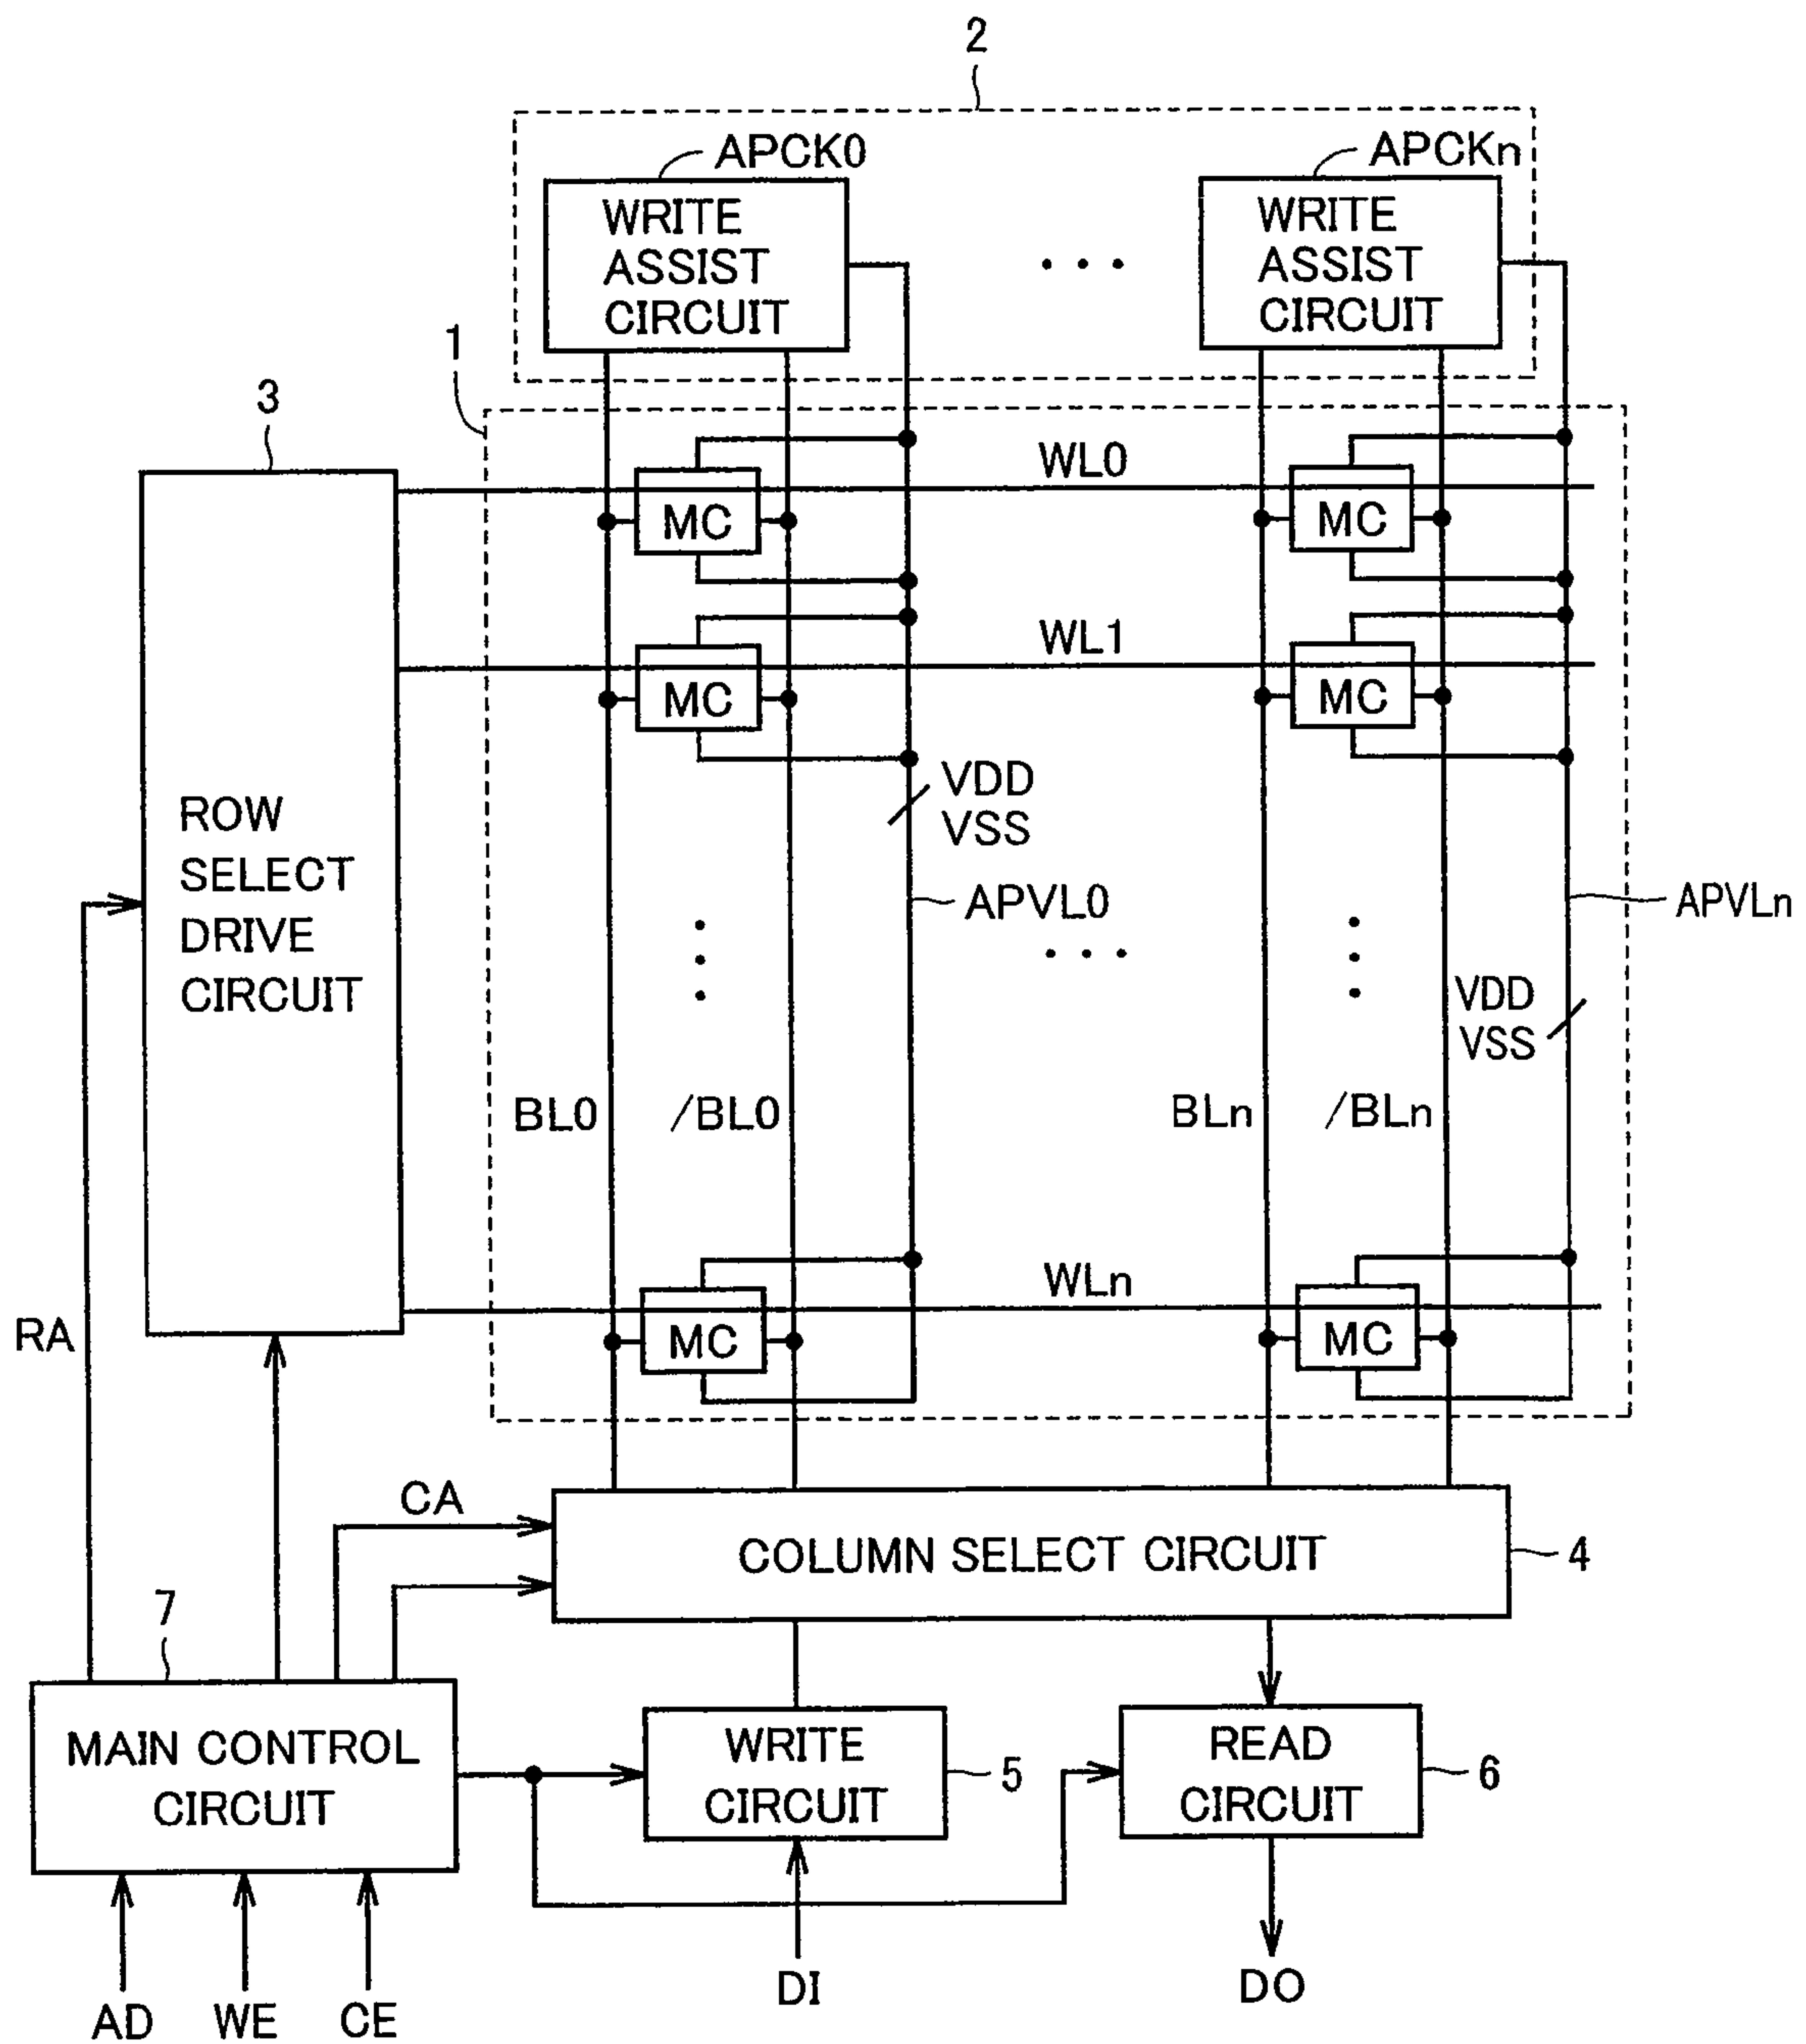 2
APCK0
APCKn
WRITE
ASSIST
CIRCUIT
WRITE
ASSIST
CIRCUIT
1
3
WL0
MC
MC
WL1
MC
MC
VDD
VSS
ROW
SELECT
DRIVE
CIRCUIT
APVL0
APVLn
VDD
VSS
BL0
/BL0
BLn
/BLn
WLn
RA
MC
MC
CA
COLUMN SELECT CIRCUIT
4
7
MAIN CONTROL
CIRCUIT
WRITE
CIRCUIT
5
READ
CIRCUIT
6
AD
WE
CE
DI
DO